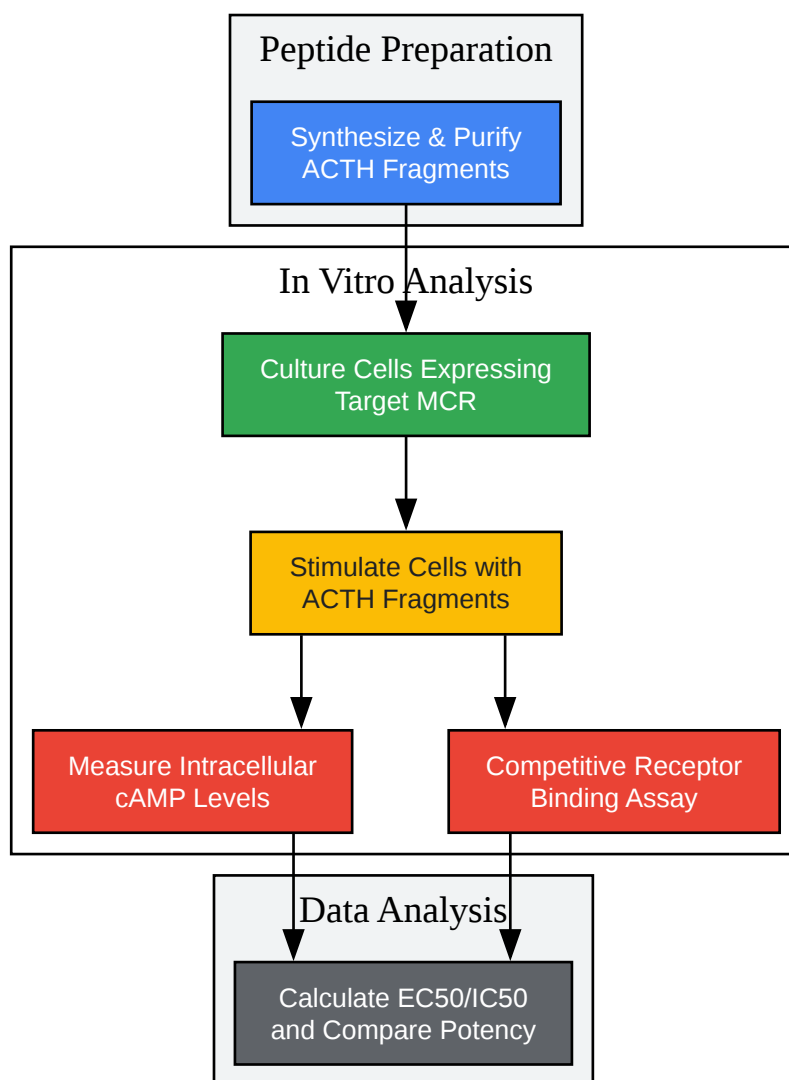 Peptide Preparation
Synthesize & Purify
ACTH Fragments
In Vitro Analysis
Culture Cells Expressing
Target MCR
Stimulate Cells with
ACTH Fragments
Measure Intracellular
cAMP Levels
Competitive Receptor
Binding Assay
Data Analysis
Calculate EC50/IC50
and Compare Potency